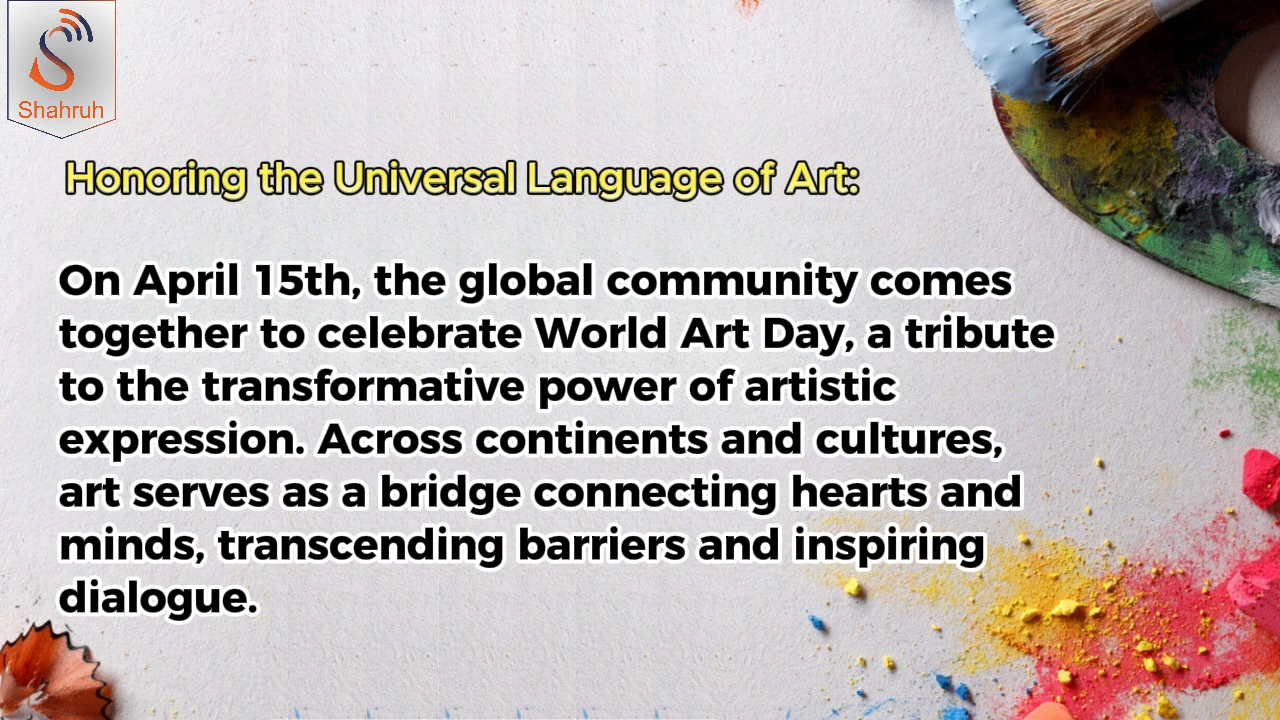 Shahruh
Honoring the Universal Language of Art:
On April 15th, the global community comes
together to celebrate World Art Day, a tribute
to the transformative power of artistic
expression. Across continents and cultures,
art serves as a bridge connecting hearts and
minds, transcending barriers and inspiring
dialogue.